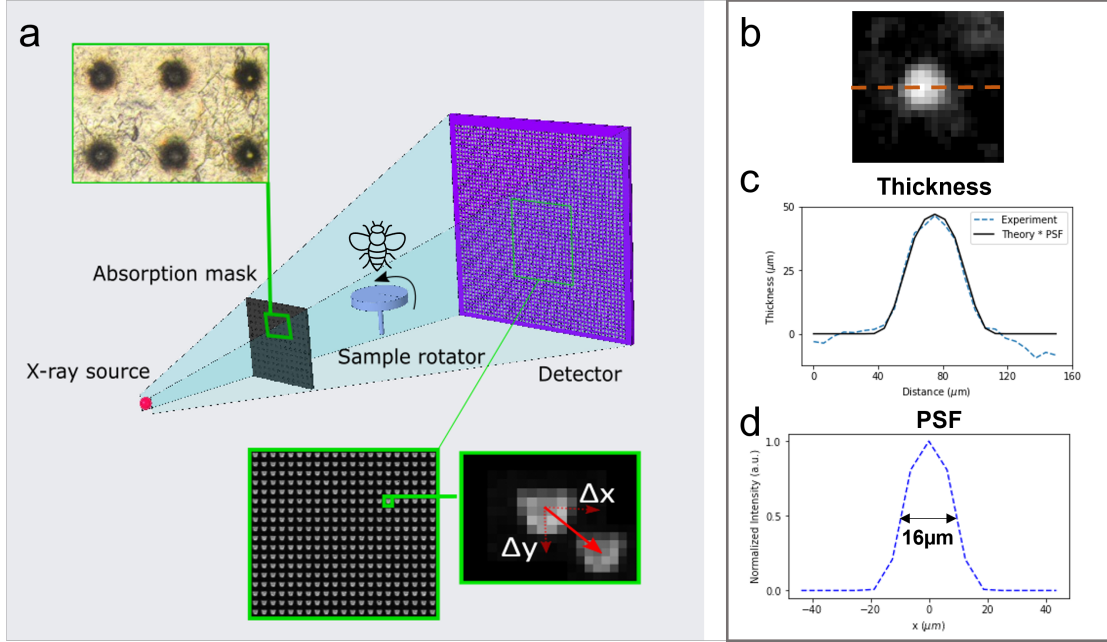 a
Absorption mask
X-ray source
Sample rotator
Detector
Δx
Δy
b
c
Thickness
50
25
0
Thickness (μm)
Experiment
Theory * PSF
0
40
80
120
160
Distance (μm)
d
PSF
1.0
0.5
0.0
Normalized Intensity (a.u.)
16μm
−40
−20
0
20
40
x (μm)